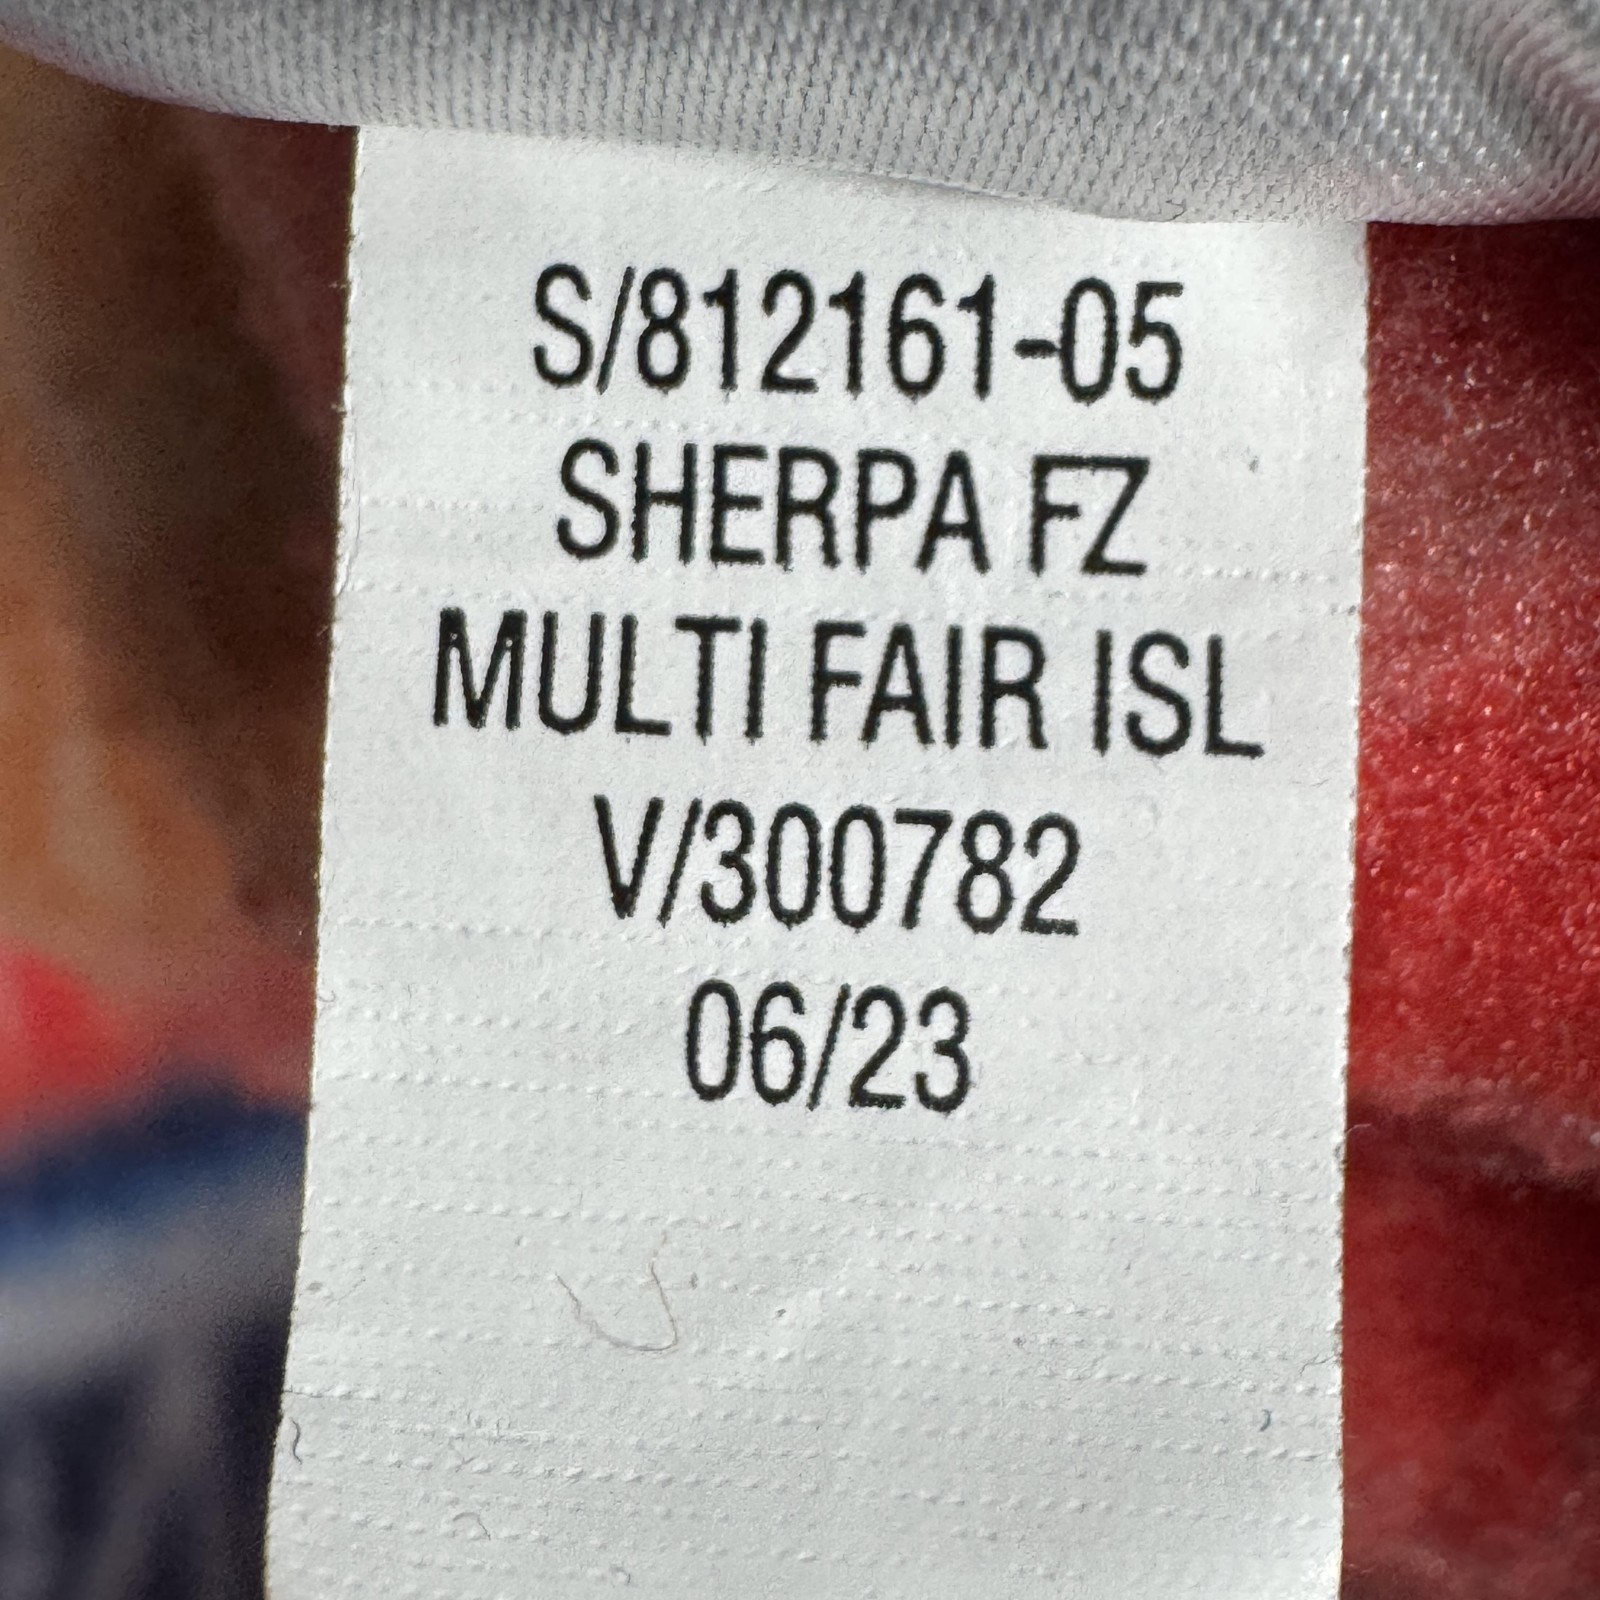 S/812161-05
SHERPA FZ
MULTI FAIR ISL
V/300782
06/23